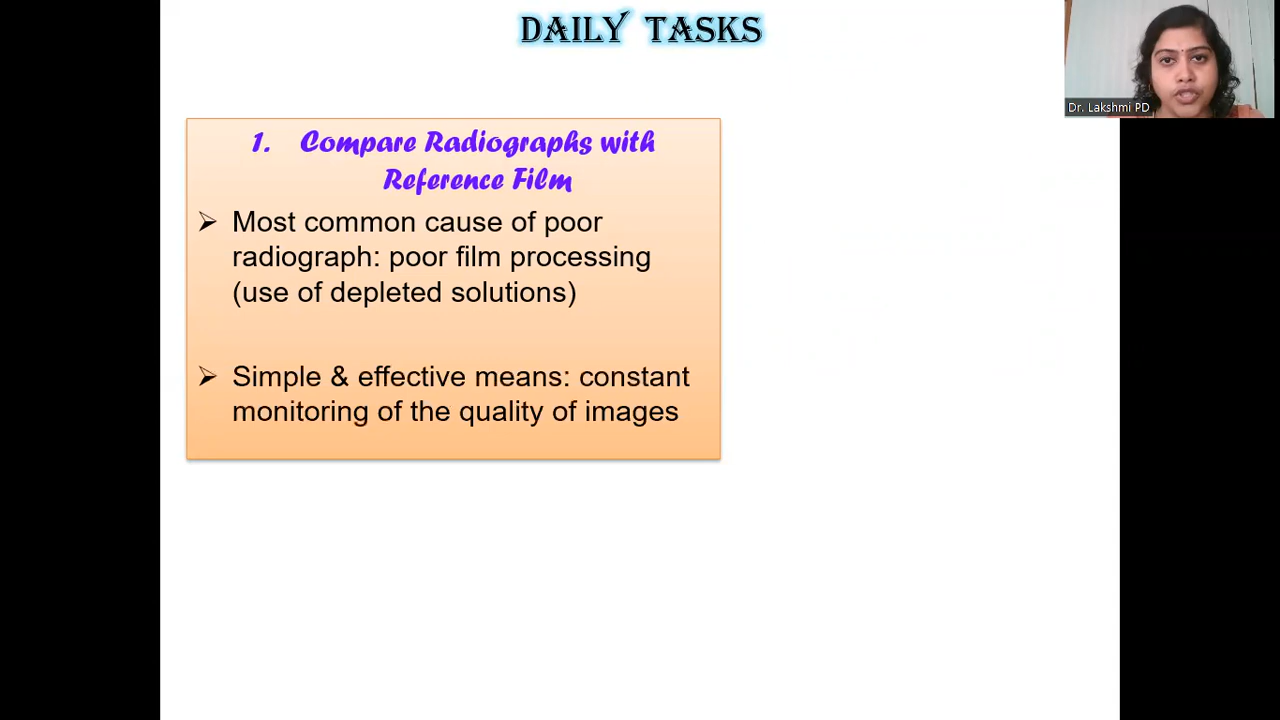 DAILY TASKS
Dr. Lakshmi PD
1. Compare Radiographs with
Reference Film
➢ Most common cause of poor
radiograph: poor film processing
(use of depleted solutions)
➢ Simple & effective means: constant
monitoring of the quality of images